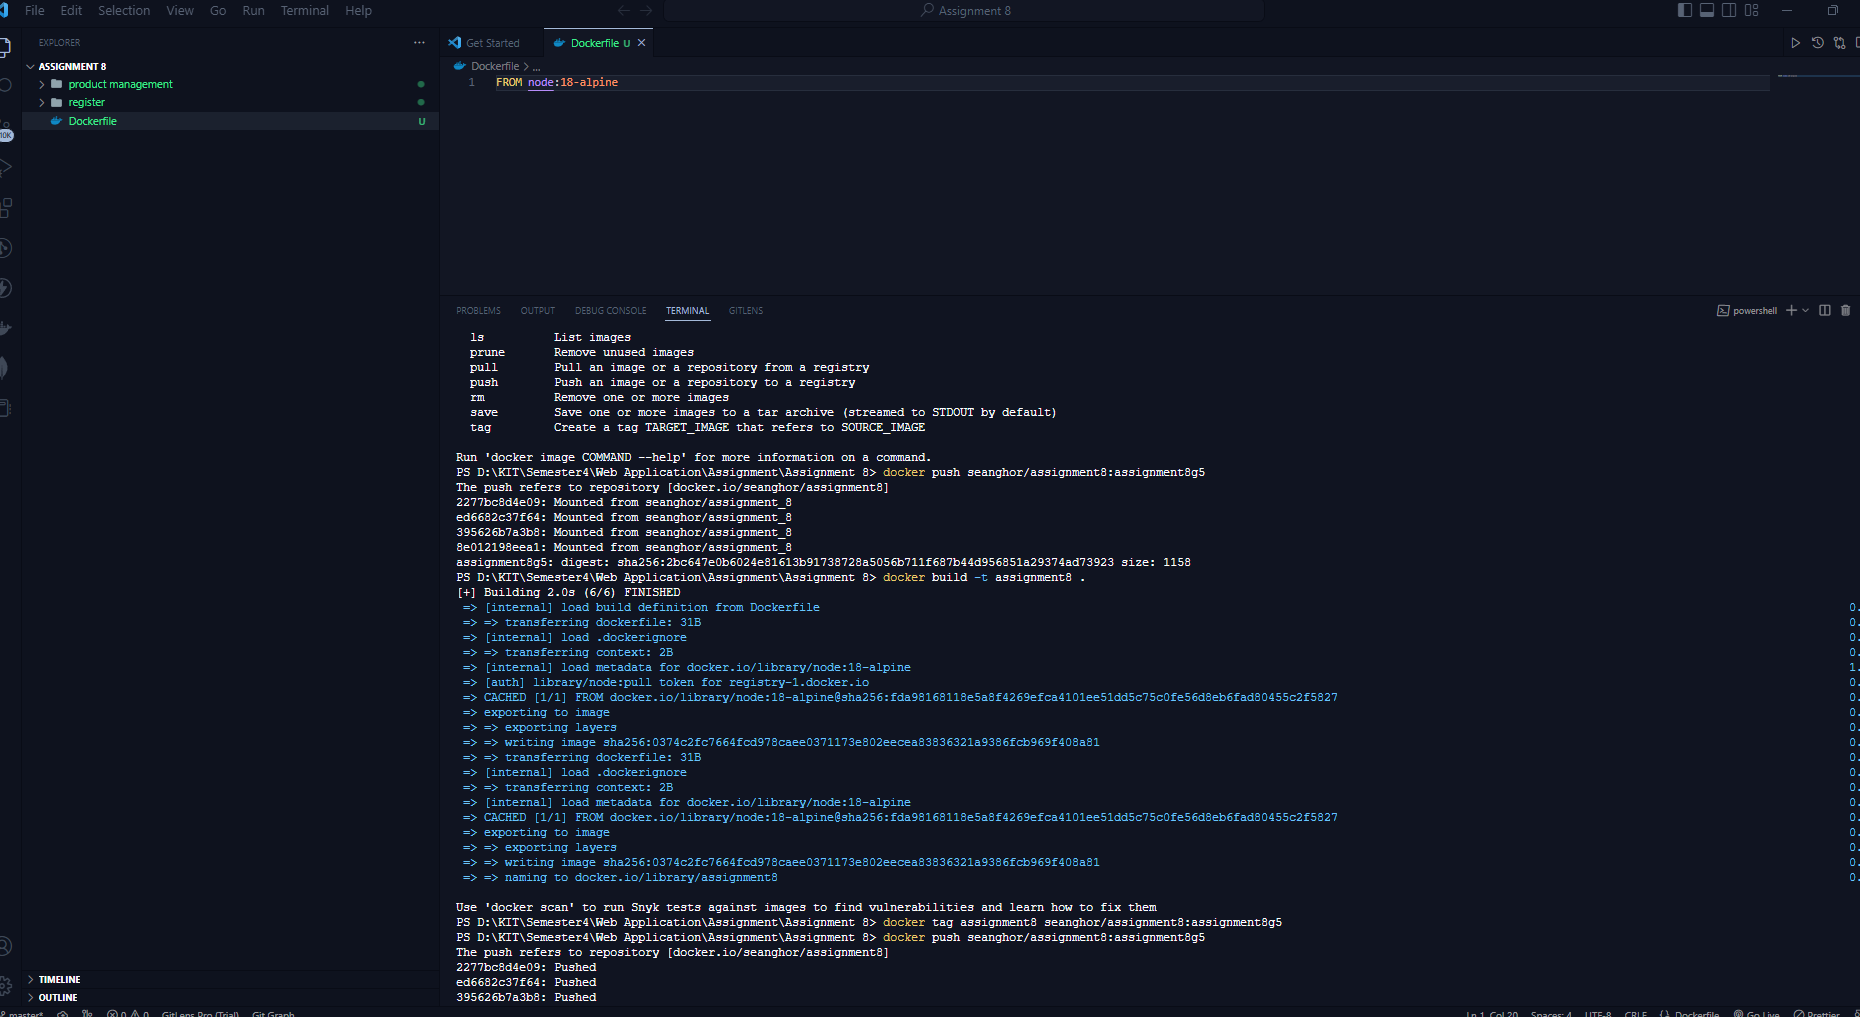 File Edit Selection View Go Run Terminal Help
Assignment 8
EXPLORER
ASSIGNMENT 8
product management
register
Dockerfile U
10K
TIMELINE
OUTLINE
Get Started
Dockerfile U
Dockerfile > ...
1 FROM node:18-alpine
PROBLEMS OUTPUT DEBUG CONSOLE TERMINAL GITLENS
powershell
ls List images
prune Remove unused images
pull Pull an image or a repository from a registry
push Push an image or a repository to a registry
rm Remove one or more images
save Save one or more images to a tar archive (streamed to STDOUT by default)
tag Create a tag TARGET_IMAGE that refers to SOURCE_IMAGE
Run 'docker image COMMAND --help' for more information on a command.
PS D:\KIT\Semester4\Web Application\Assignment\Assignment 8> docker push seanghor/assignment8:assignment8g5
The push refers to repository [docker.io/seanghor/assignment8]
2277bc8d4e09: Mounted from seanghor/assignment_8
ed6682c37f64: Mounted from seanghor/assignment_8
395626b7a3b8: Mounted from seanghor/assignment_8
8e012198eea1: Mounted from seanghor/assignment_8
assignment8g5: digest: sha256:2bc647e0b6024e81613b91738728a5056b711f687b44d956851a29374ad73923 size: 1158
PS D:\KIT\Semester4\Web Application\Assignment\Assignment 8> docker build -t assignment8 .
[+] Building 2.0s (6/6) FINISHED
=> [internal] load build definition from Dockerfile 0.
=> => transferring dockerfile: 31B 0.
=> [internal] load .dockerignore 0.
=> => transferring context: 2B 0.
=> [internal] load metadata for docker.io/library/node:18-alpine 1.
=> [auth] library/node:pull token for registry-1.docker.io 0.
=> CACHED [1/1] FROM docker.io/library/node:18-alpine@sha256:fda98168118e5a8f4269efca4101ee51dd5c75c0fe56d8eb6fad80455c2f5827 0.
=> exporting to image 0.
=> => exporting layers 0.
=> => writing image sha256:0374c2fc7664fcd978caee0371173e802eecea83836321a9386fcb969f408a81 0.
=> => transferring dockerfile: 31B 0.
=> [internal] load .dockerignore 0.
=> => transferring context: 2B 0.
=> [internal] load metadata for docker.io/library/node:18-alpine 0.
=> CACHED [1/1] FROM docker.io/library/node:18-alpine@sha256:fda98168118e5a8f4269efca4101ee51dd5c75c0fe56d8eb6fad80455c2f5827 0.
=> exporting to image 0.
=> => exporting layers 0.
=> => writing image sha256:0374c2fc7664fcd978caee0371173e802eecea83836321a9386fcb969f408a81 0.
=> => naming to docker.io/library/assignment8 0.
Use 'docker scan' to run Snyk tests against images to find vulnerabilities and learn how to fix them
PS D:\KIT\Semester4\Web Application\Assignment\Assignment 8> docker tag assignment8 seanghor/assignment8:assignment8g5
PS D:\KIT\Semester4\Web Application\Assignment\Assignment 8> docker push seanghor/assignment8:assignment8g5
The push refers to repository [docker.io/seanghor/assignment8]
2277bc8d4e09: Pushed
ed6682c37f64: Pushed
395626b7a3b8: Pushed
master* 0 0 GitLens Pro (Trial) Git Graph Ln 1, Col 20 Spaces: 4 UTF-8 CRLF {} Dockerfile Go Live Prettier